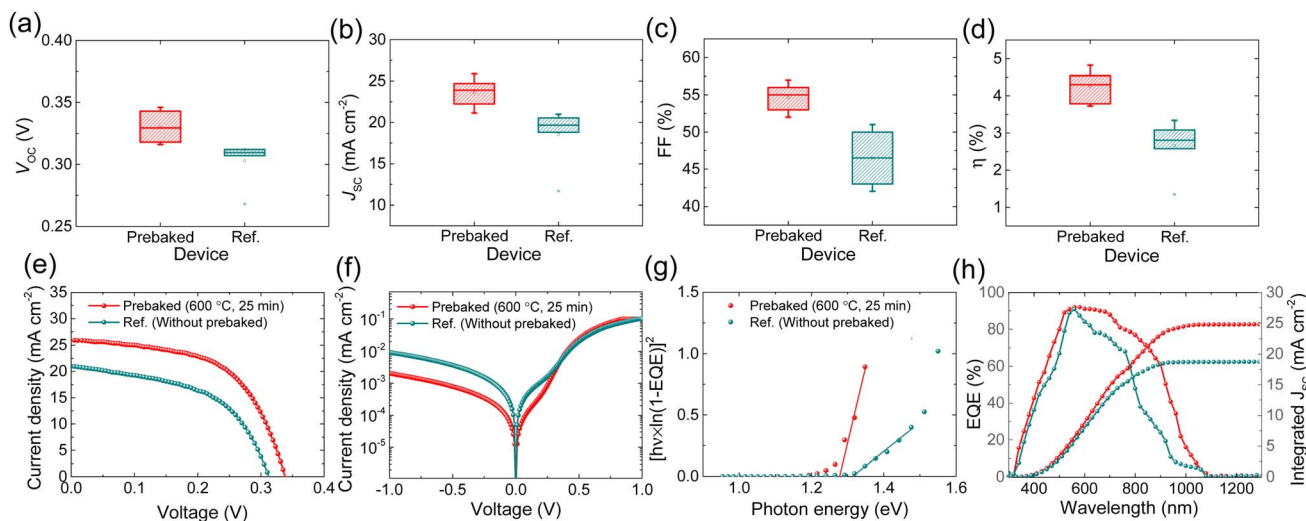 (a)
0.40
0.35
0.30
0.25
V_OC (V)
Prebaked
Ref.
Device
(b)
30
25
20
15
10
J_SC (mA cm⁻²)
Prebaked
Ref.
Device
(c)
60
55
50
45
40
FF (%)
Prebaked
Ref.
Device
(d)
5
4
3
2
1
η (%)
Prebaked
Ref.
Device
(e)
35
30
25
20
15
10
5
0
Current density (mA cm⁻²)
Prebaked (600 °C, 25 min)
Ref. (Without prebaked)
0.0 0.1 0.2 0.3 0.4
Voltage (V)
(f)
10⁻¹
10⁻²
10⁻³
10⁻⁴
10⁻⁵
Current density (mA cm⁻²)
Prebaked (600 °C, 25 min)
Ref. (Without prebaked)
-1.0 -0.5 0.0 0.5 1.0
Voltage (V)
(g)
1.5
1.0
0.5
0.0
[hν×ln(1-EQE)]²
Prebaked (600 °C, 25 min)
Ref. (Without prebaked)
1.0 1.2 1.4 1.6
Photon energy (eV)
(h)
100
80
60
40
20
0
EQE (%)
30
25
20
15
10
5
0
Integrated J_SC (mA cm⁻²)
400 600 800 1000 1200
Wavelength (nm)